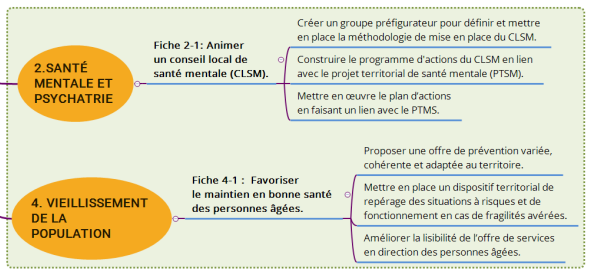 2.SANTÉ
MENTALE ET
PSYCHATRIE
Fiche 2-1: Animer
un conseil local de
santé mentale (CLSM).
Créer un groupe préfigurateur pour définir et mettre
en place la méthodologie de mise en place du CLSM.
Construire le programme d'actions du CLSM en lien
avec le projet territorial de santé mentale (PTSM).
Mettre en œuvre le plan d'actions
en faisant un lien avec le PTMS.
4. VIEILLISSEMENT
DE LA
POPULATION
Fiche 4-1 : Favoriser
le maintien en bonne santé
des personnes âgées.
Proposer une offre de prévention variée,
cohérente et adaptée au territoire.
Mettre en place un dispositif territorial de
repérage des situations à risques et de
fonctionnement en cas de fragilités avérées.
Améliorer la lisibilité de l'offre de services
en direction des personnes âgées.